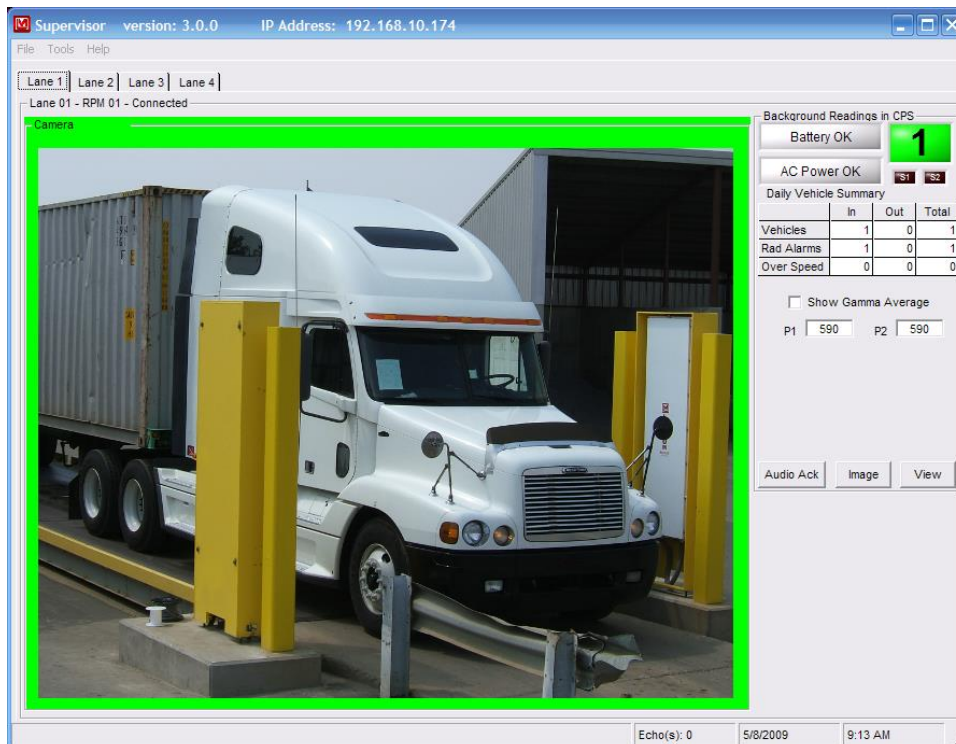 Supervisor version: 3.0.0 IP Address: 192.168.10.174
File Tools Help
Lane 1 Lane 2 Lane 3 Lane 4
Lane 01 - RPM 01 - Connected
Camera
Background Readings in CPS
Battery OK
1
AC Power OK
"S1 "S2
Daily Vehicle Summary
In Out Total
Vehicles 1 0 1
Rad Alarms 1 0 1
Over Speed 0 0 0
Show Gamma Average
P1 590 P2 590
Audio Ack Image View
Echo(s): 0 5/8/2009 9:13 AM